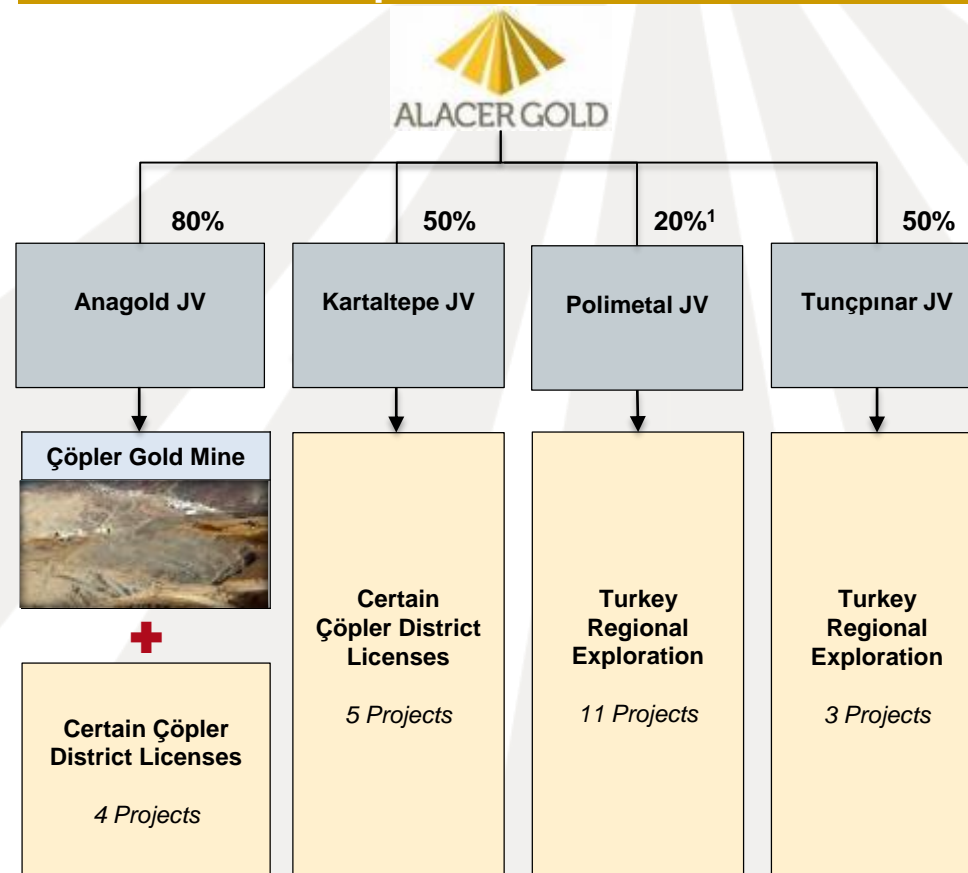 ALACER GOLD
80%
50%
20%¹
50%
Anagold JV
Kartaltepe JV
Polimetal JV
Tunçpınar JV
Çöpler Gold Mine
Certain Çöpler
District Licenses
4 Projects
Certain
Çöpler District
Licenses
5 Projects
Turkey
Regional
Exploration
11 Projects
Turkey
Regional
Exploration
3 Projects